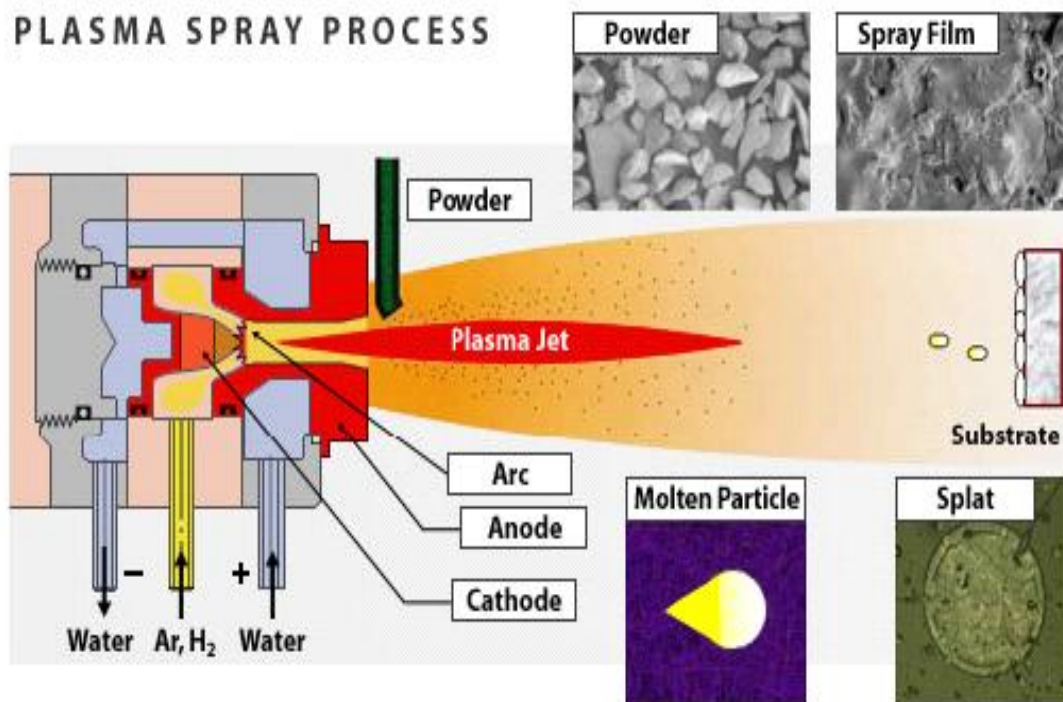 PLASMA SPRAY PROCESS
Powder
Spray Film
Powder
Plasma Jet
Substrate
Arc
Anode
Cathode
Molten Particle
Splat
− +
Water Ar, H₂ Water